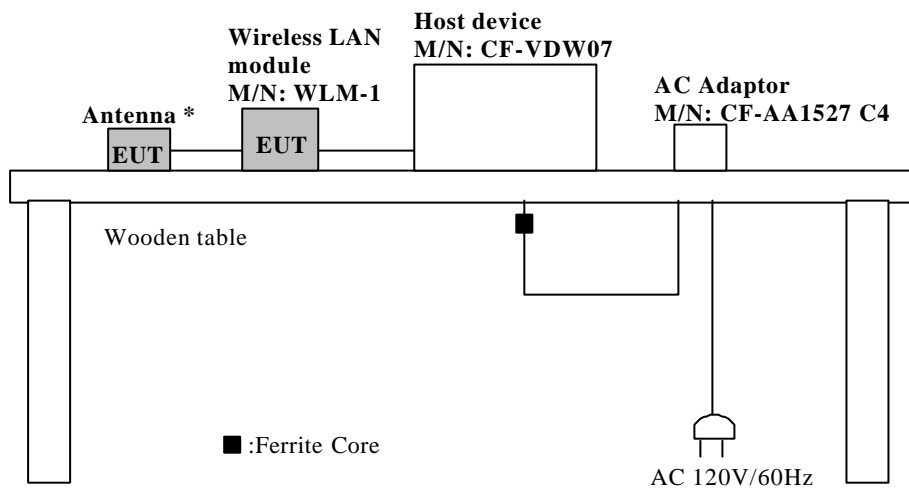 Host device
M/N: CF-VDW07
Wireless LAN
module
M/N: WLM-1
AC Adaptor
M/N: CF-AA1527 C4
Antenna *
EUT
EUT
Wooden table
:Ferrite Core
AC 120V/60Hz